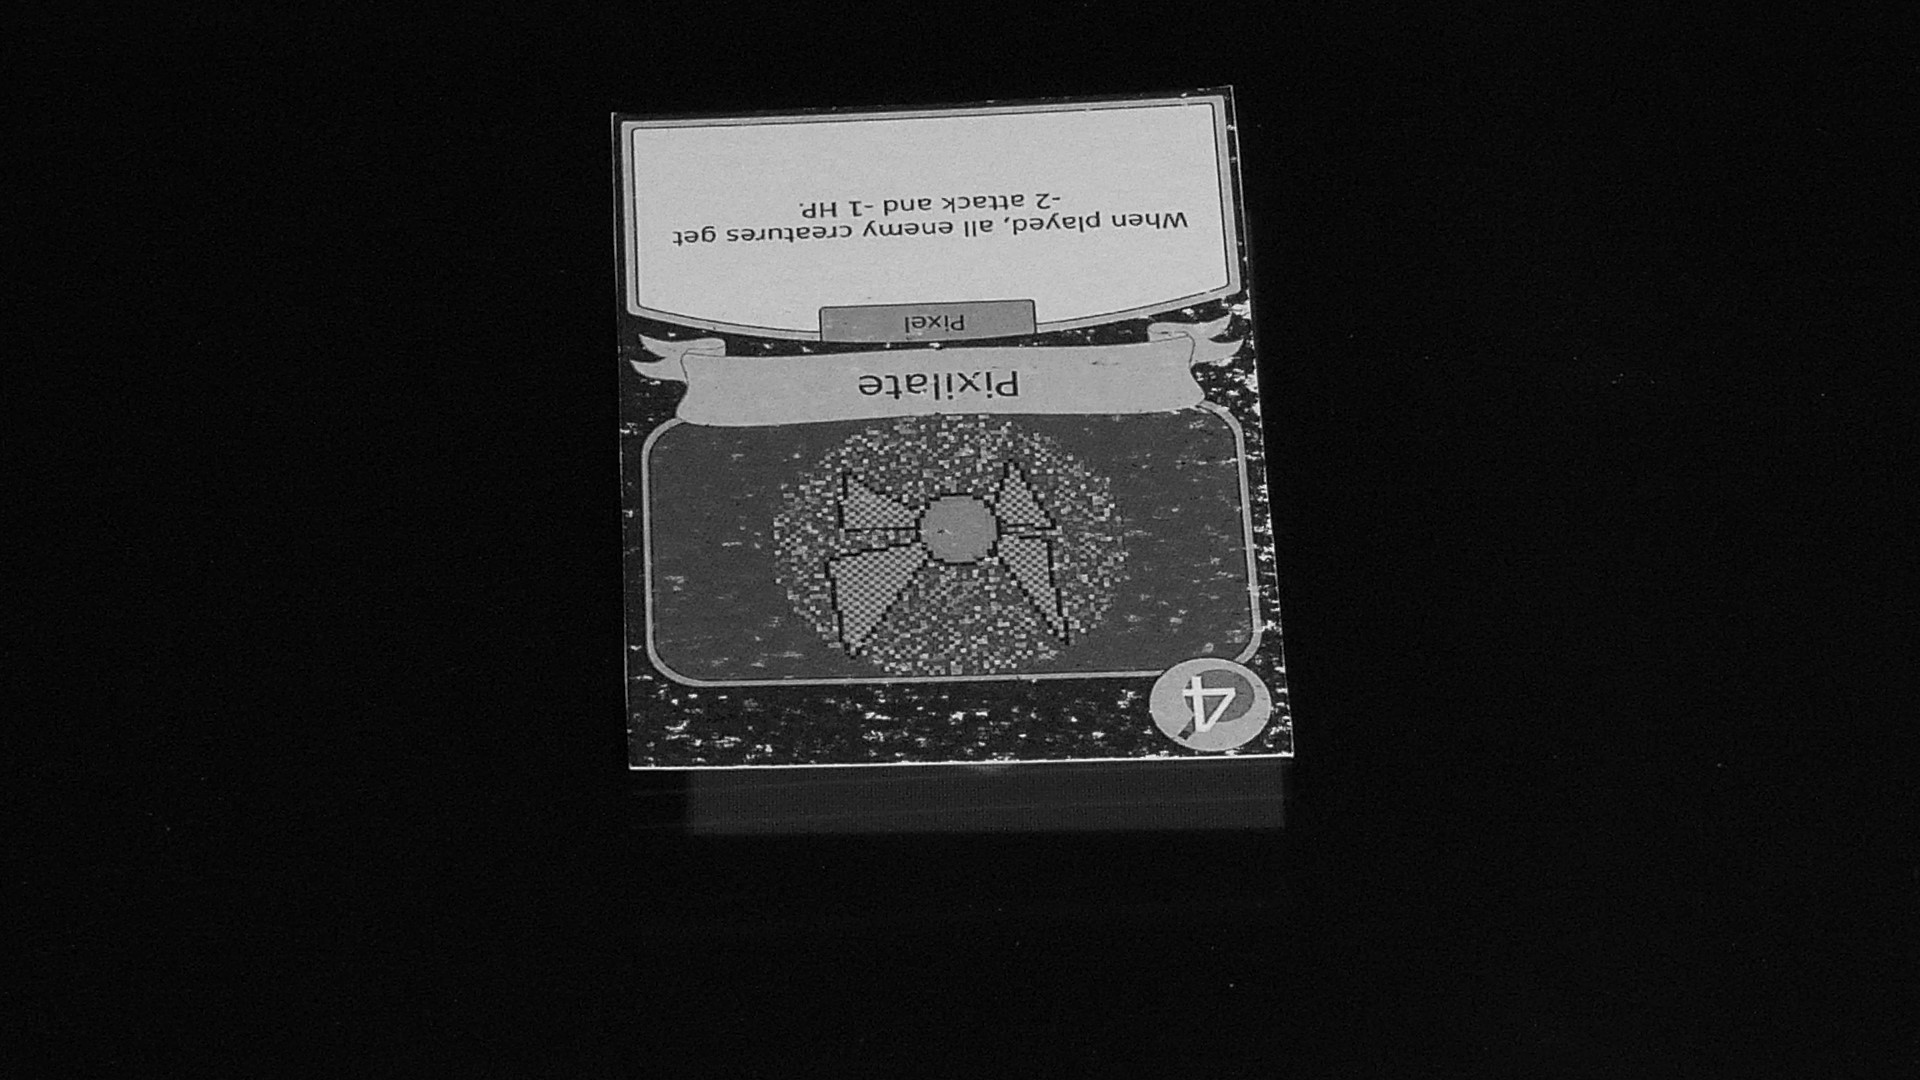 4
Pixilate
Pixel
When played, all enemy creatures get
-2 attack and -1 HP.